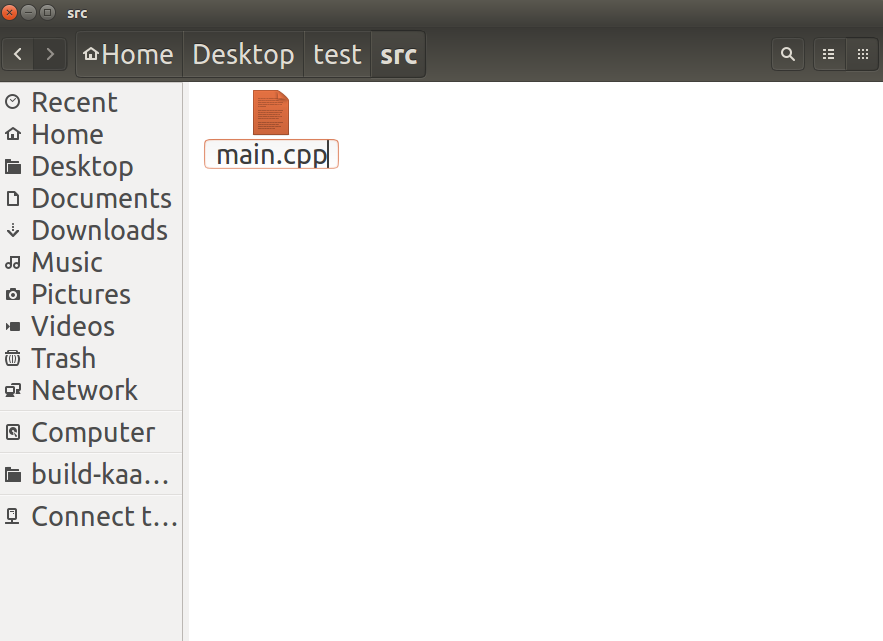 src
Home Desktop test src
Recent
Home
Desktop
Documents
Downloads
Music
Pictures
Videos
Trash
Network
Computer
build-kaa...
Connect t...
main.cpp